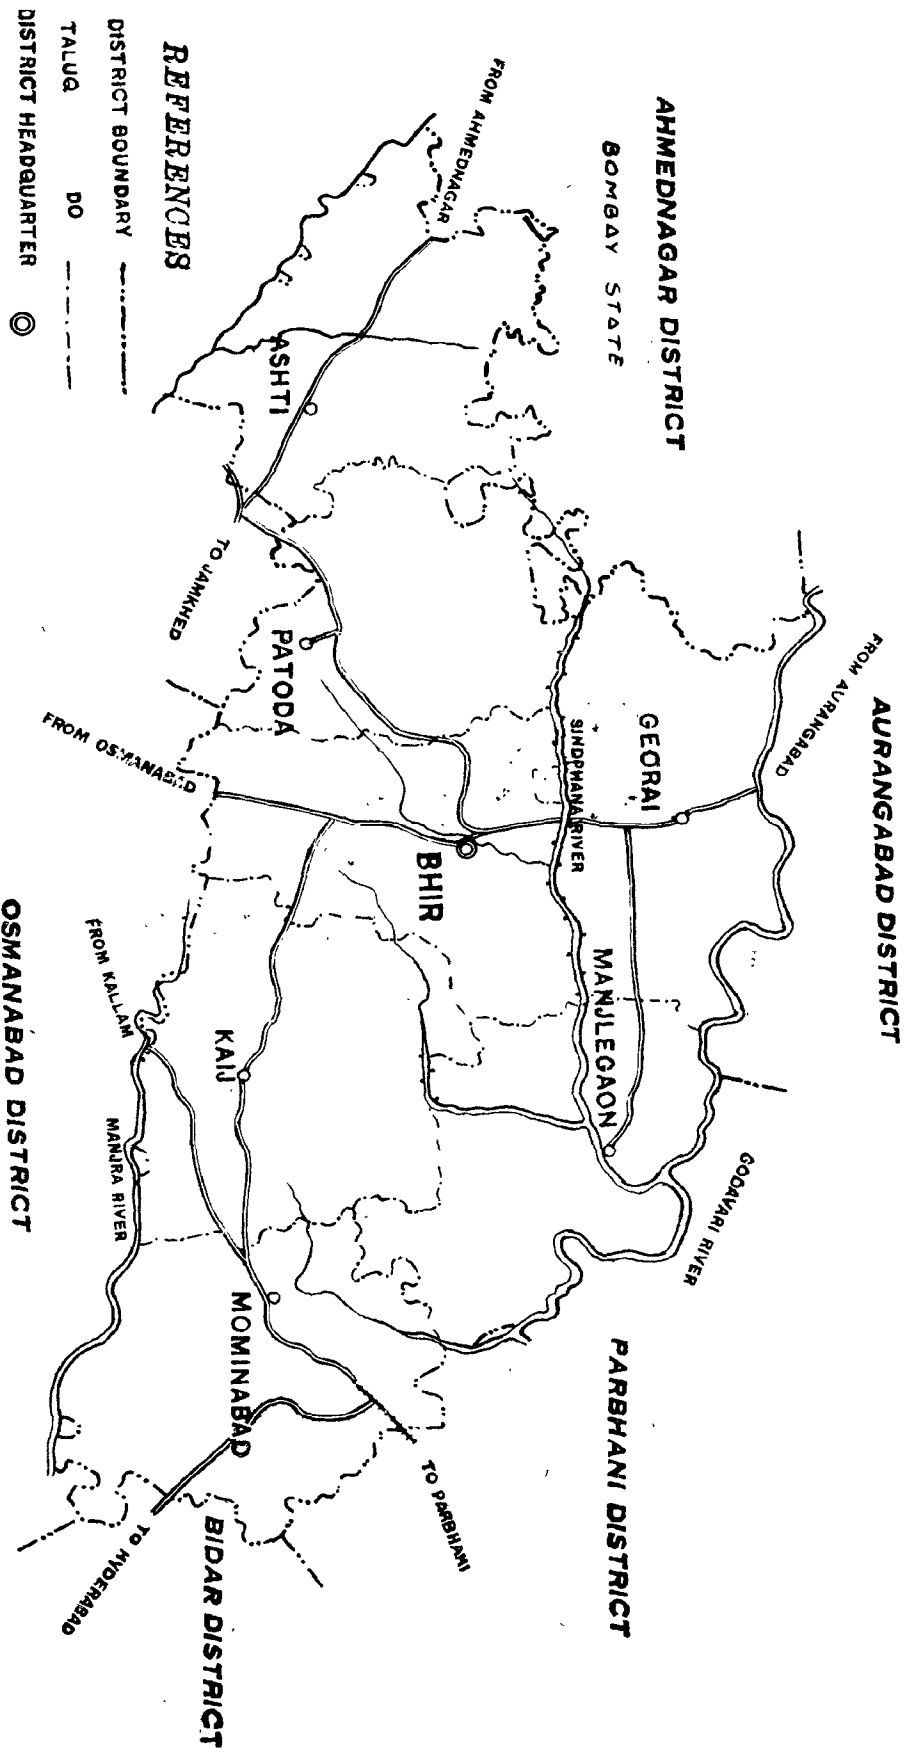 AURANGABAD DISTRICT
AHMEDNAGAR DISTRICT
BOMBAY STATE
FROM AURANGABAD
FROM AHMEDNAGAR
GEORAI
SINDPHANA RIVER
MANJLEGAON
GODAVARI RIVER
PARBHANI DISTRICT
BHIR
ASHTI
PATODA
TO JAMKHED
FROM OSMANABAD
KAIJ
FROM KALLAM
MANJRA RIVER
MOMINABAD
TO PARBHANI
BIDAR DISTRICT
TO HYDERABAD
OSMANABAD DISTRICT
REFERENCES
DISTRICT BOUNDARY
TALUQ DO
DISTRICT HEADQUARTER